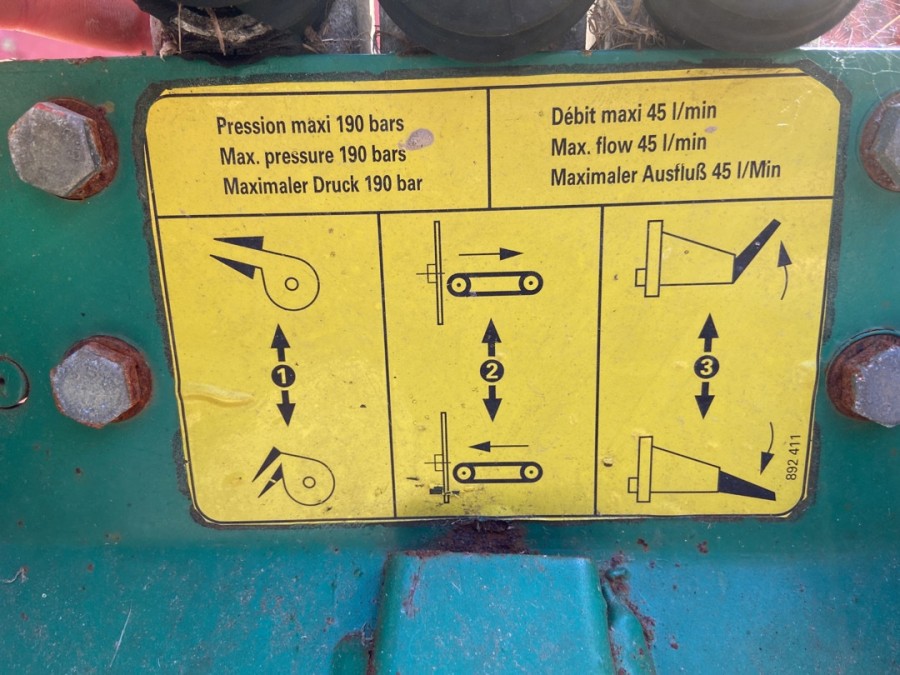 Pression maxi 190 bars
Max. pressure 190 bars
Maximaler Druck 190 bar
Débit maxi 45 l/min
Max. flow 45 l/min
Maximaler Ausfluß 45 l/Min
1
2
3
892 411